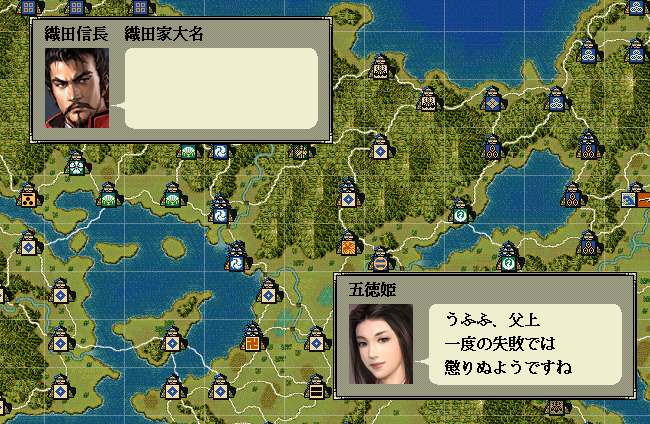 織田信長　織田家大名
五徳姫
うふふ、父上
一度の失敗では
懲りぬようですね